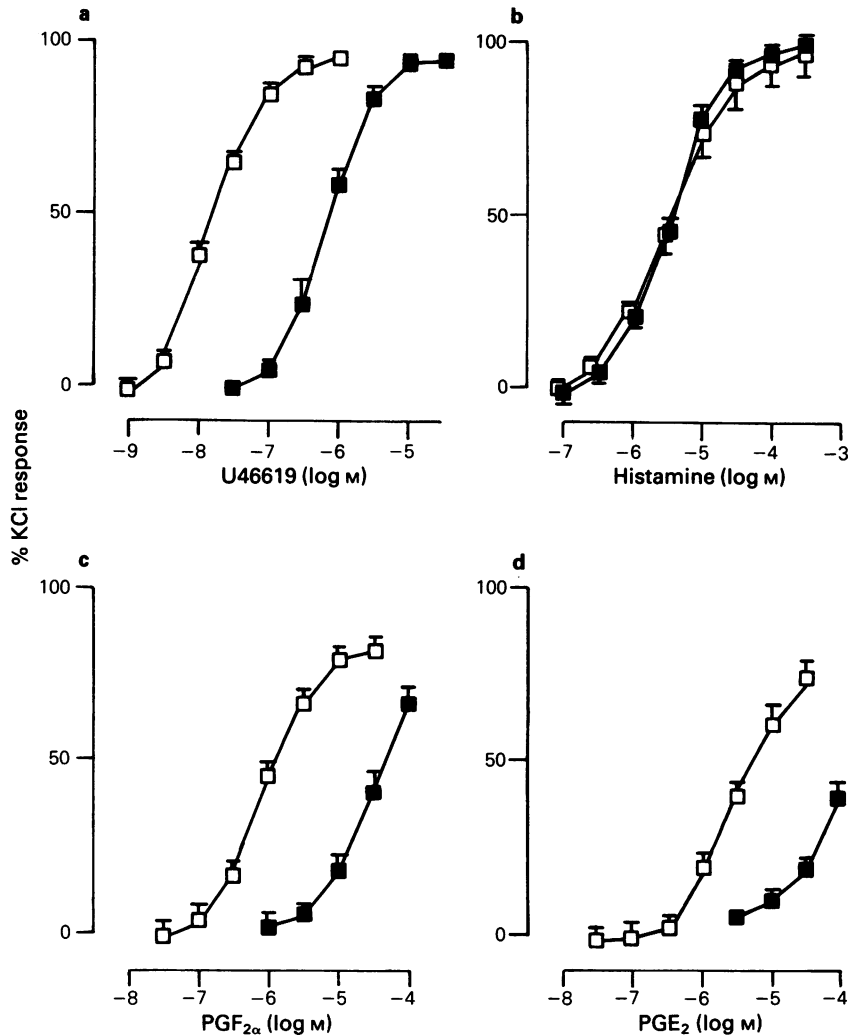 a
100
50
0
−9 −8 −7 −6 −5
U46619 (log M)
b
100
50
0
−7 −6 −5 −4 −3
Histamine (log M)
% KCl response
c
100
50
0
−8 −7 −6 −5 −4
PGF2α (log M)
d
100
50
0
−8 −7 −6 −5 −4
PGE2 (log M)